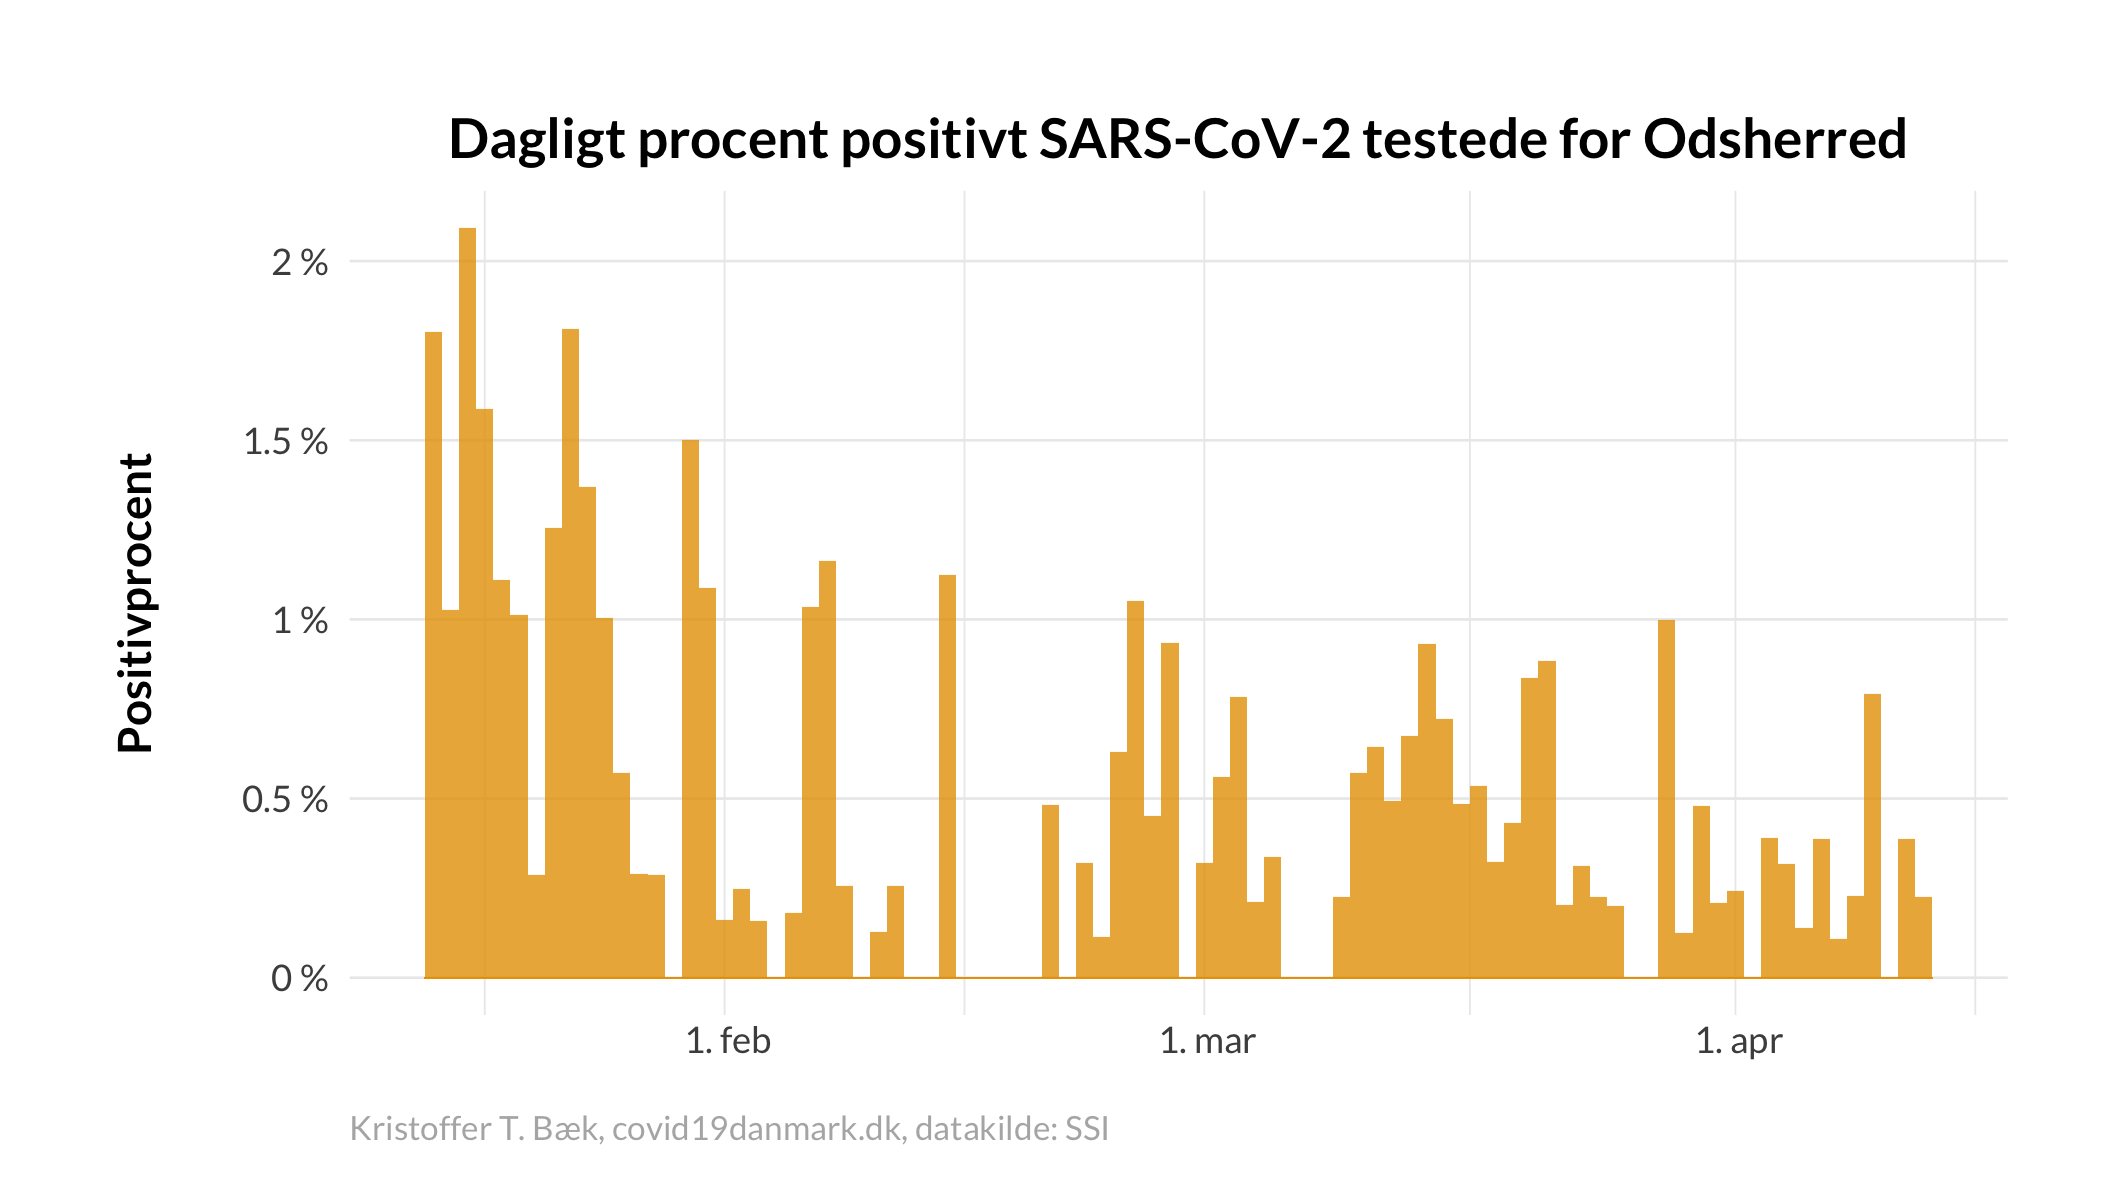 Dagligt procent positivt SARS-CoV-2 testede for Odsherred
Positivprocent
2 %
1.5 %
1 %
0.5 %
0 %
1. feb
1. mar
1. apr
Kristoffer T. Bæk, covid19danmark.dk, datakilde: SSI